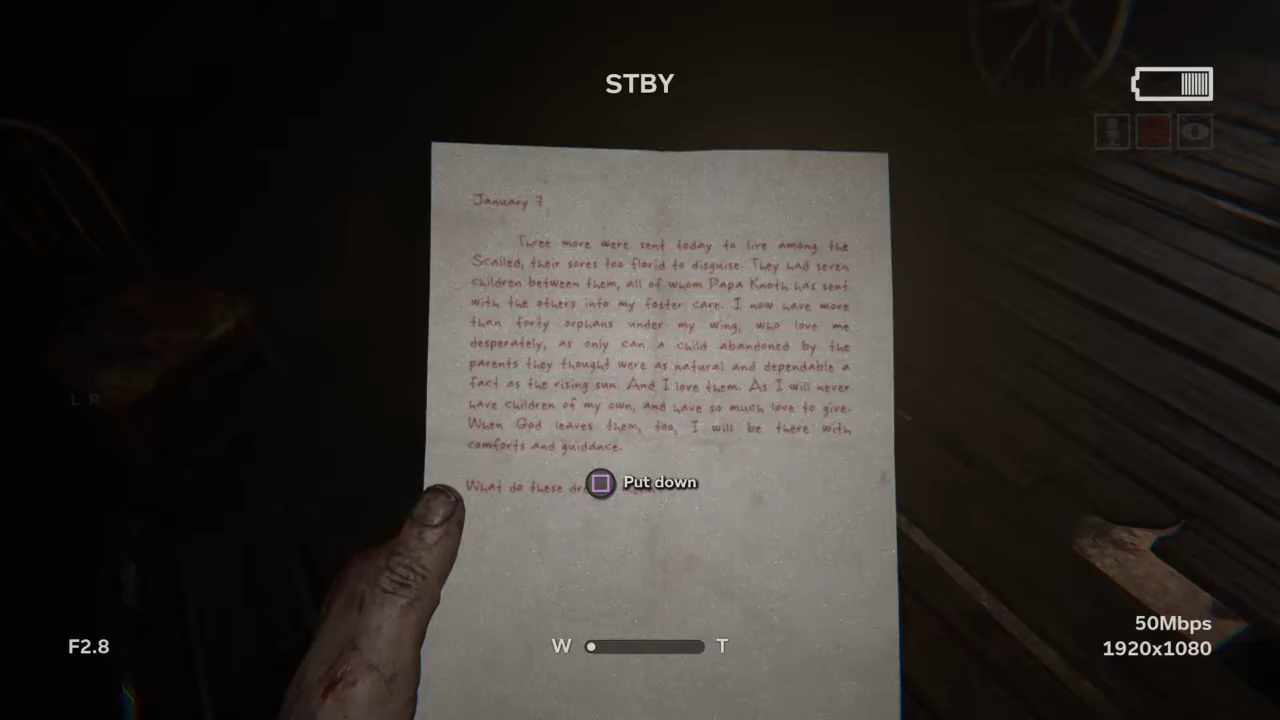 STBY
January 7
Three more were sent today to live among the
Scalled, their sores too florid to disguise. They had seven
children between them, all of whom Papa Knoth has sent
with the others into my foster care. I now have more
than forty orphans under my wing, who love me
desperately, as only can a child abandoned by the
parents they thought were as natural and dependable a
fact as the rising sun. And I love them. As I will never
have children of my own, and have so much love to give.
When God leaves them, too, I will be there with
comforts and guidance.
What do these
Put down
L R
F2.8
W T
50Mbps
1920x1080